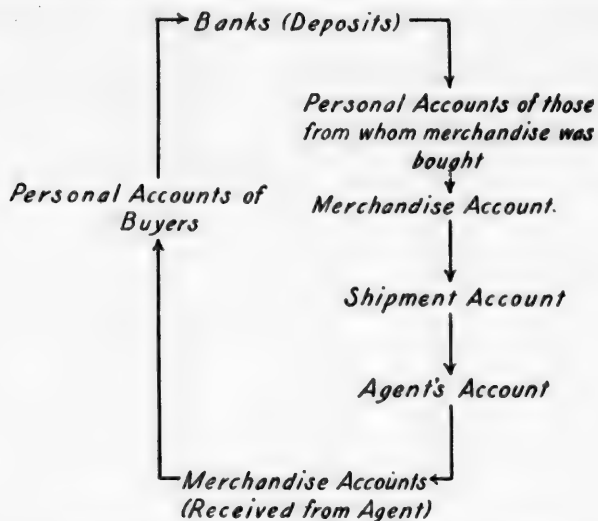 Banks (Deposits)
Personal Accounts of those
from whom merchandise was
bought
Personal Accounts of
Buyers
Merchandise Account.
Shipment Account
Agent's Account
Merchandise Accounts
(Received from Agent)